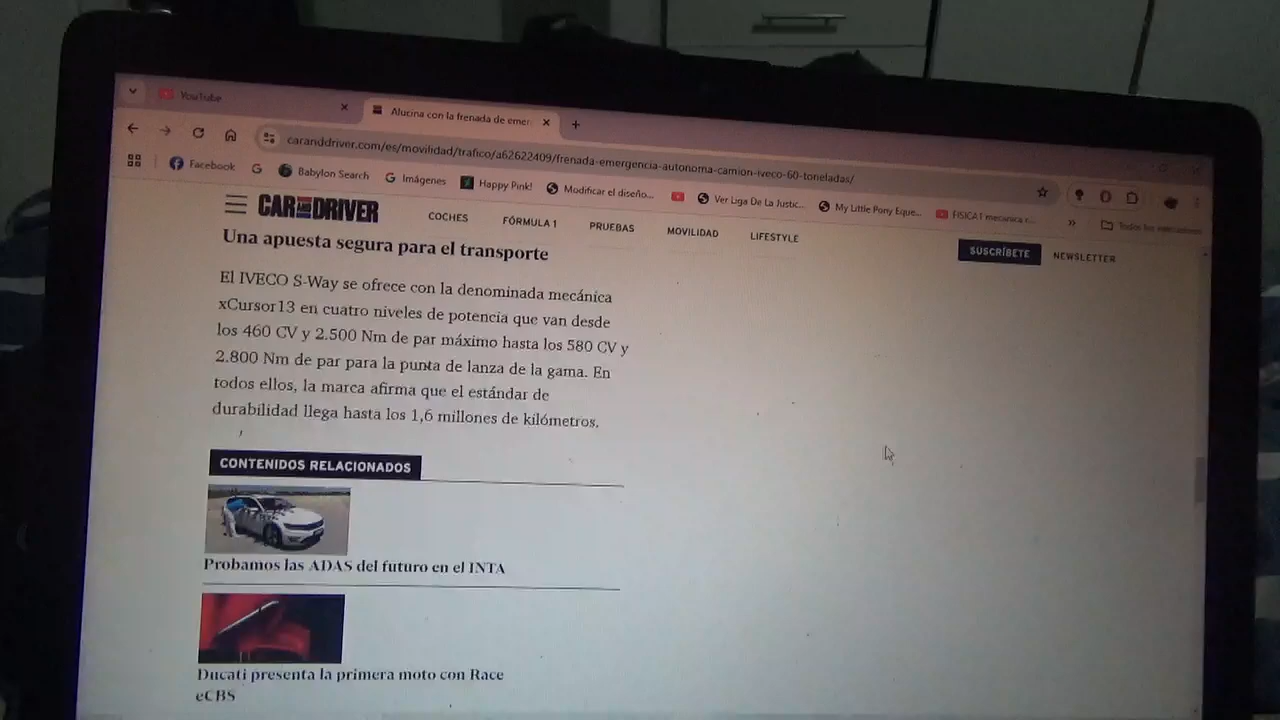 YouTube
Alucina con la frenada de emer
caranddriver.com/es/movilidad/trafico/a62622409/frenada-emergencia-autonoma-camion-iveco-60-toneladas/
Facebook
Babylon Search
Imágenes
Happy Pink!
Modificar el diseño...
Ver Liga De La Justic...
My Little Pony Eque...
FISICA1 mecanica r...
»
Todos los marcadores
CAR AND DRIVER
COCHES
FÓRMULA 1
PRUEBAS
MOVILIDAD
LIFESTYLE
SUSCRÍBETE
NEWSLETTER
Una apuesta segura para el transporte
El IVECO S-Way se ofrece con la denominada mecánica
xCursor13 en cuatro niveles de potencia que van desde
los 460 CV y 2.500 Nm de par máximo hasta los 580 CV y
2.800 Nm de par para la punta de lanza de la gama. En
todos ellos, la marca afirma que el estándar de
durabilidad llega hasta los 1,6 millones de kilómetros.
CONTENIDOS RELACIONADOS
Probamos las ADAS del futuro en el INTA
Ducati presenta la primera moto con Race
eCBS